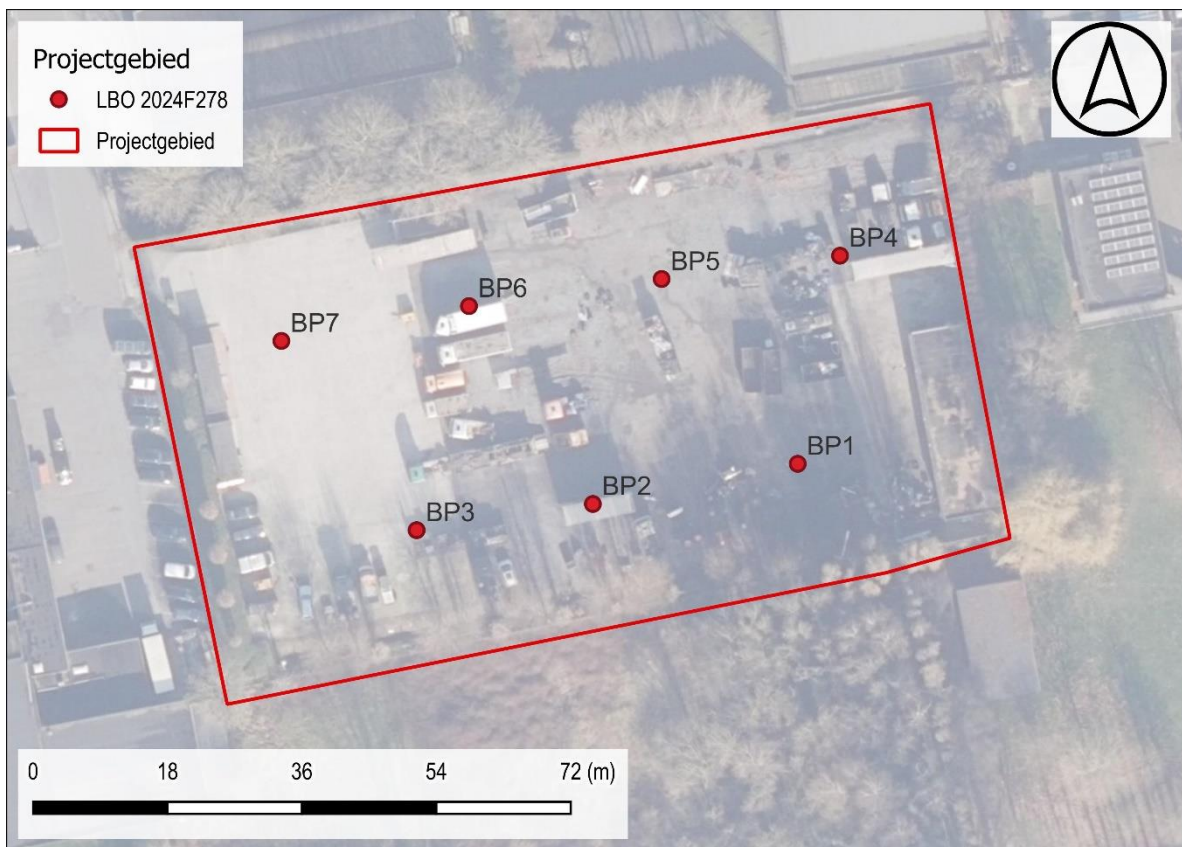 Projectgebied
LBO 2024F278
Projectgebied
BP4
BP5
BP6
BP7
BP1
BP2
BP3
0 18 36 54 72 (m)